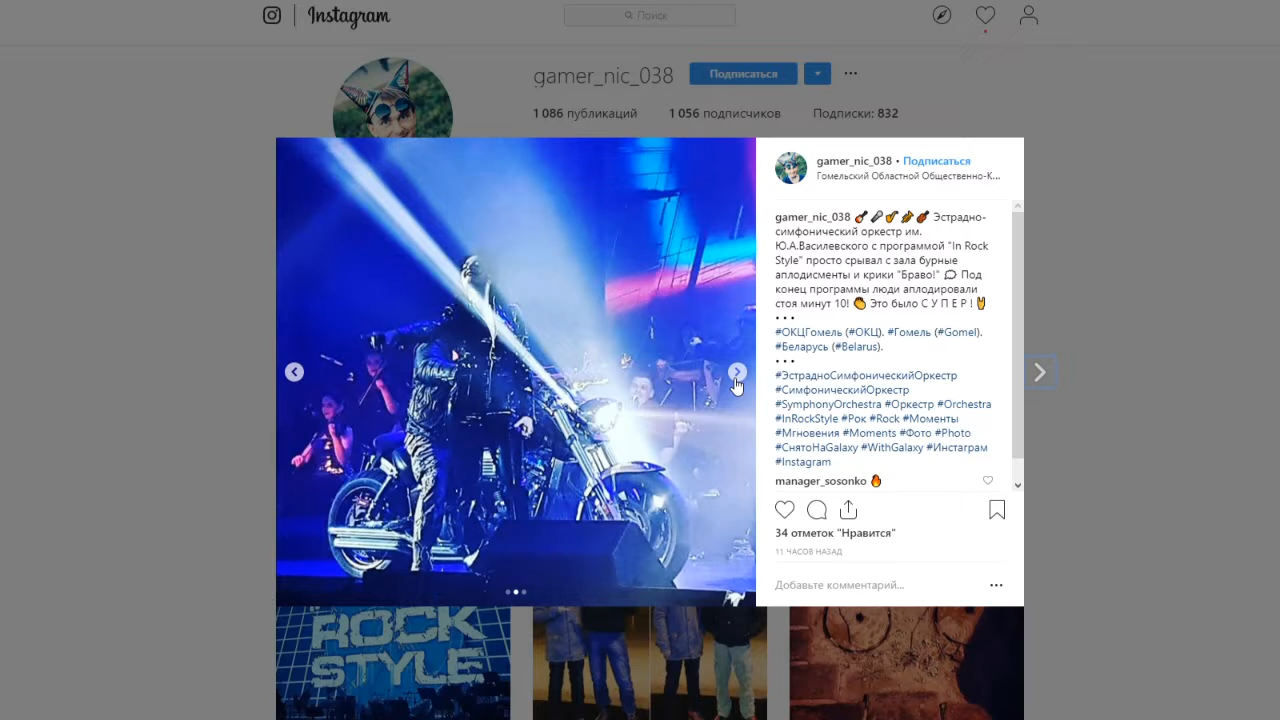 Instagram
Поиск
gamer_nic_038 Подписаться
1 086 публикаций 1 056 подписчиков Подписки: 832
gamer_nic_038 • Подписаться
Гомельский Областной Общественно-К...
gamer_nic_038 🎸🎤🎷🎺🎻 Эстрадно-
симфонический оркестр им.
Ю.А.Василевского с программой "In Rock
Style" просто срывал с зала бурные
аплодисменты и крики "Браво!" 💭 Под
конец программы люди аплодировали
стоя минут 10! 👏 Это было С У П Е Р ! 🤘
• • •
#ОКЦГомель (#ОКЦ). #Гомель (#Gomel).
#Беларусь (#Belarus).
• • •
#ЭстрадноСимфоническийОркестр
#СимфоническийОркестр
#SymphonyOrchestra #Оркестр #Orchestra
#InRockStyle #Рок #Rock #Моменты
#Мгновения #Moments #Фото #Photo
#СнятоНаGalaxy #WithGalaxy #Инстаграм
#Instagram
manager_sosonko 🔥
34 отметок "Нравится"
11 ЧАСОВ НАЗАД
Добавьте комментарий...
ROCK
STYLE